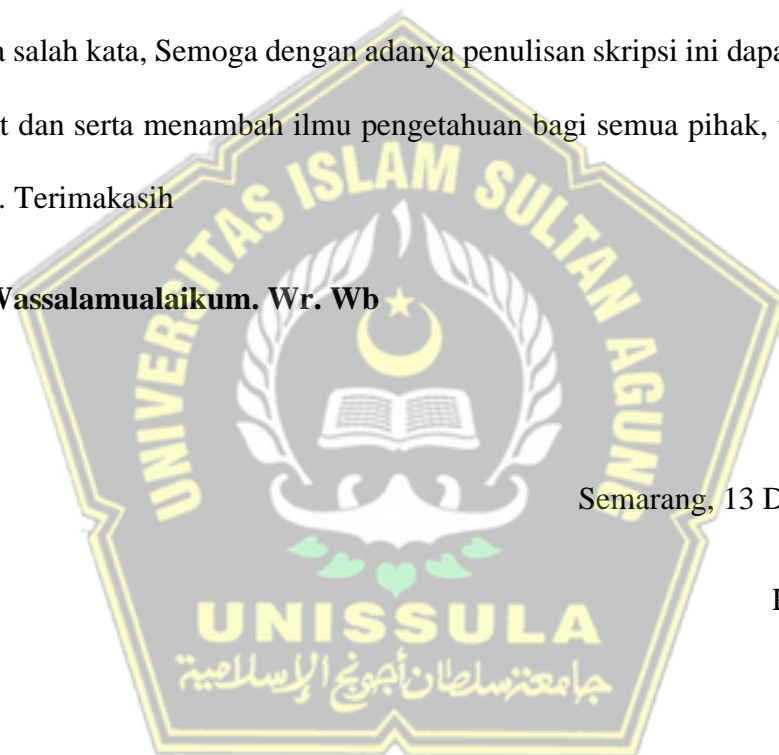 a salah kata, Semoga dengan adanya penulisan skripsi ini dapa
t dan serta menambah ilmu pengetahuan bagi semua pihak,
. Terimakasih
Wassalamualaikum. Wr. Wb
Semarang, 13 D
UNIVERSITAS ISLAM SULTAN AGUNG
UNISSULA
جامعة سلطان أجونج الإسلامية